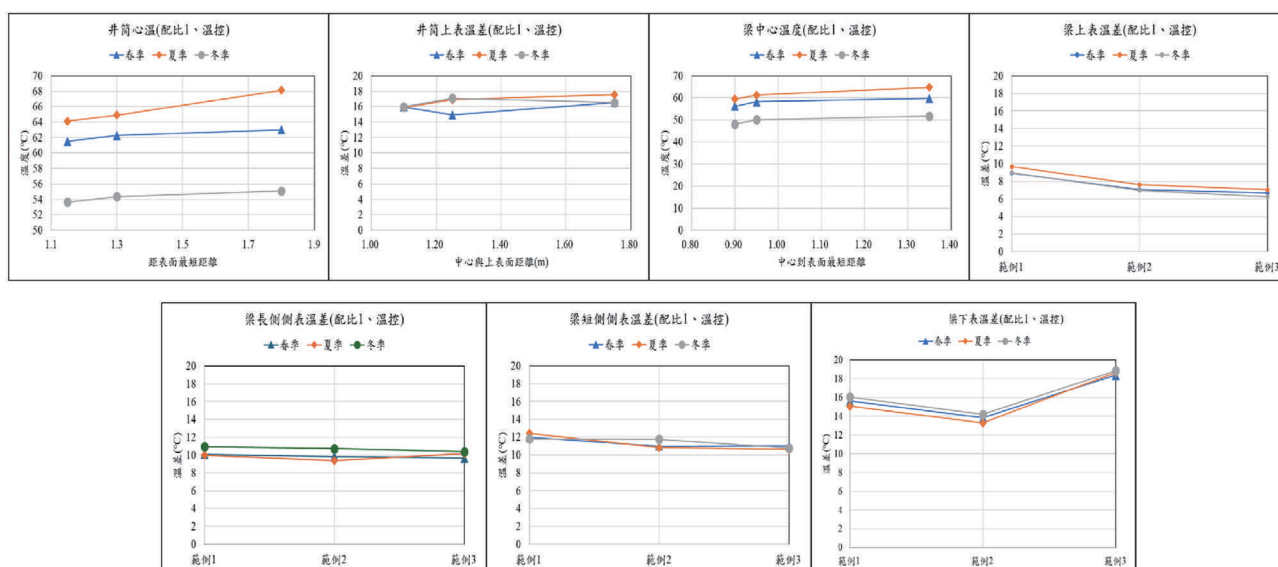 井筒心溫(配比1、溫控)
春季 夏季 冬季
溫度(°C)
70
68
66
64
62
60
58
56
54
52
50
1.1 1.3 1.5 1.7 1.9
距表面最短距離
井筒上表溫差(配比1、溫控)
春季 夏季 冬季
溫差(°C)
20
18
16
14
12
10
8
6
4
2
0
1.00 1.20 1.40 1.60 1.80
中心與上表面距離(m)
梁中心溫度(配比1、溫控)
春季 夏季 冬季
溫度(°C)
70
60
50
40
30
20
10
0
0.80 0.90 1.00 1.10 1.20 1.30 1.40
中心到表面最短距離
梁上表溫差(配比1、溫控)
春季 夏季 冬季
溫差(°C)
20
18
16
14
12
10
8
6
4
2
0
範例1 範例2 範例3
梁長側側表溫差(配比1、溫控)
春季 夏季 冬季
溫差(°C)
20
18
16
14
12
10
8
6
4
2
0
範例1 範例2 範例3
梁短側側表溫差(配比1、溫控)
春季 夏季 冬季
溫差(°C)
20
18
16
14
12
10
8
6
4
2
0
範例1 範例2 範例3
梁下表溫差(配比1、溫控)
春季 夏季 冬季
溫差(°C)
20
18
16
14
12
10
8
6
4
2
0
範例1 範例2 範例3